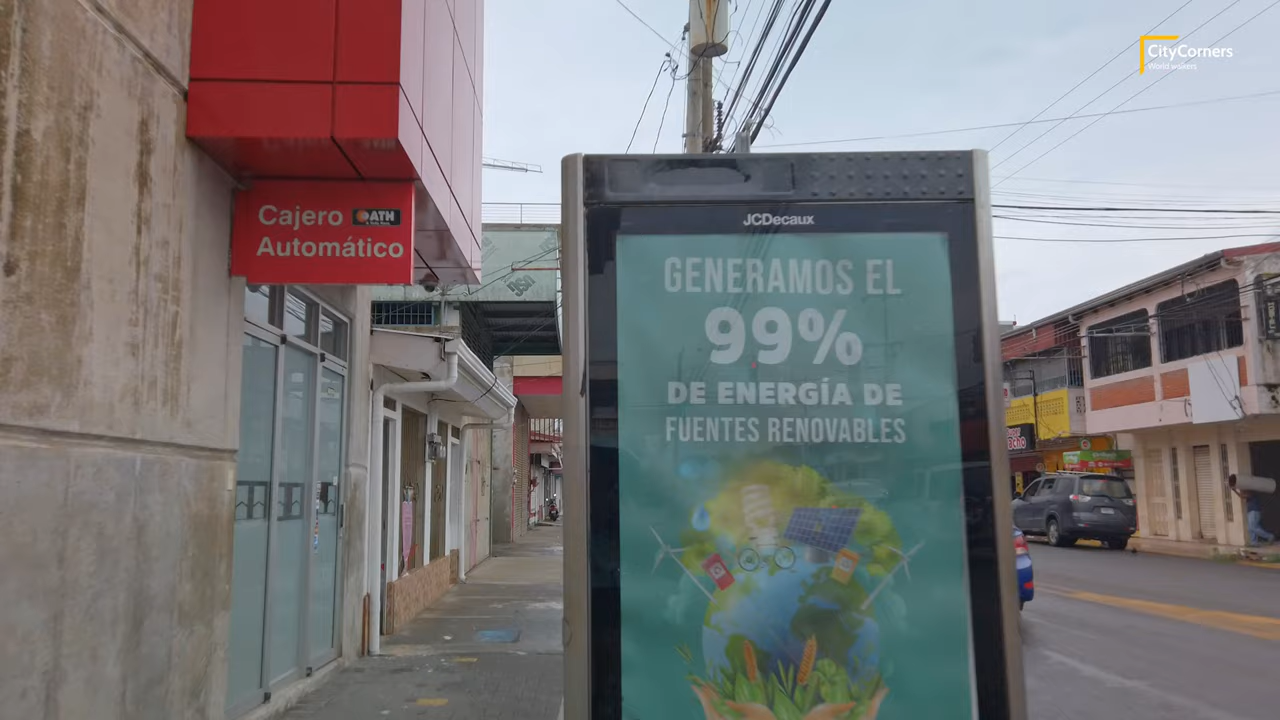 CityCorners
World walkers
Cajero
ATH
Automático
JCDecaux
GENERAMOS EL
99%
DE ENERGÍA DE
FUENTES RENOVABLES